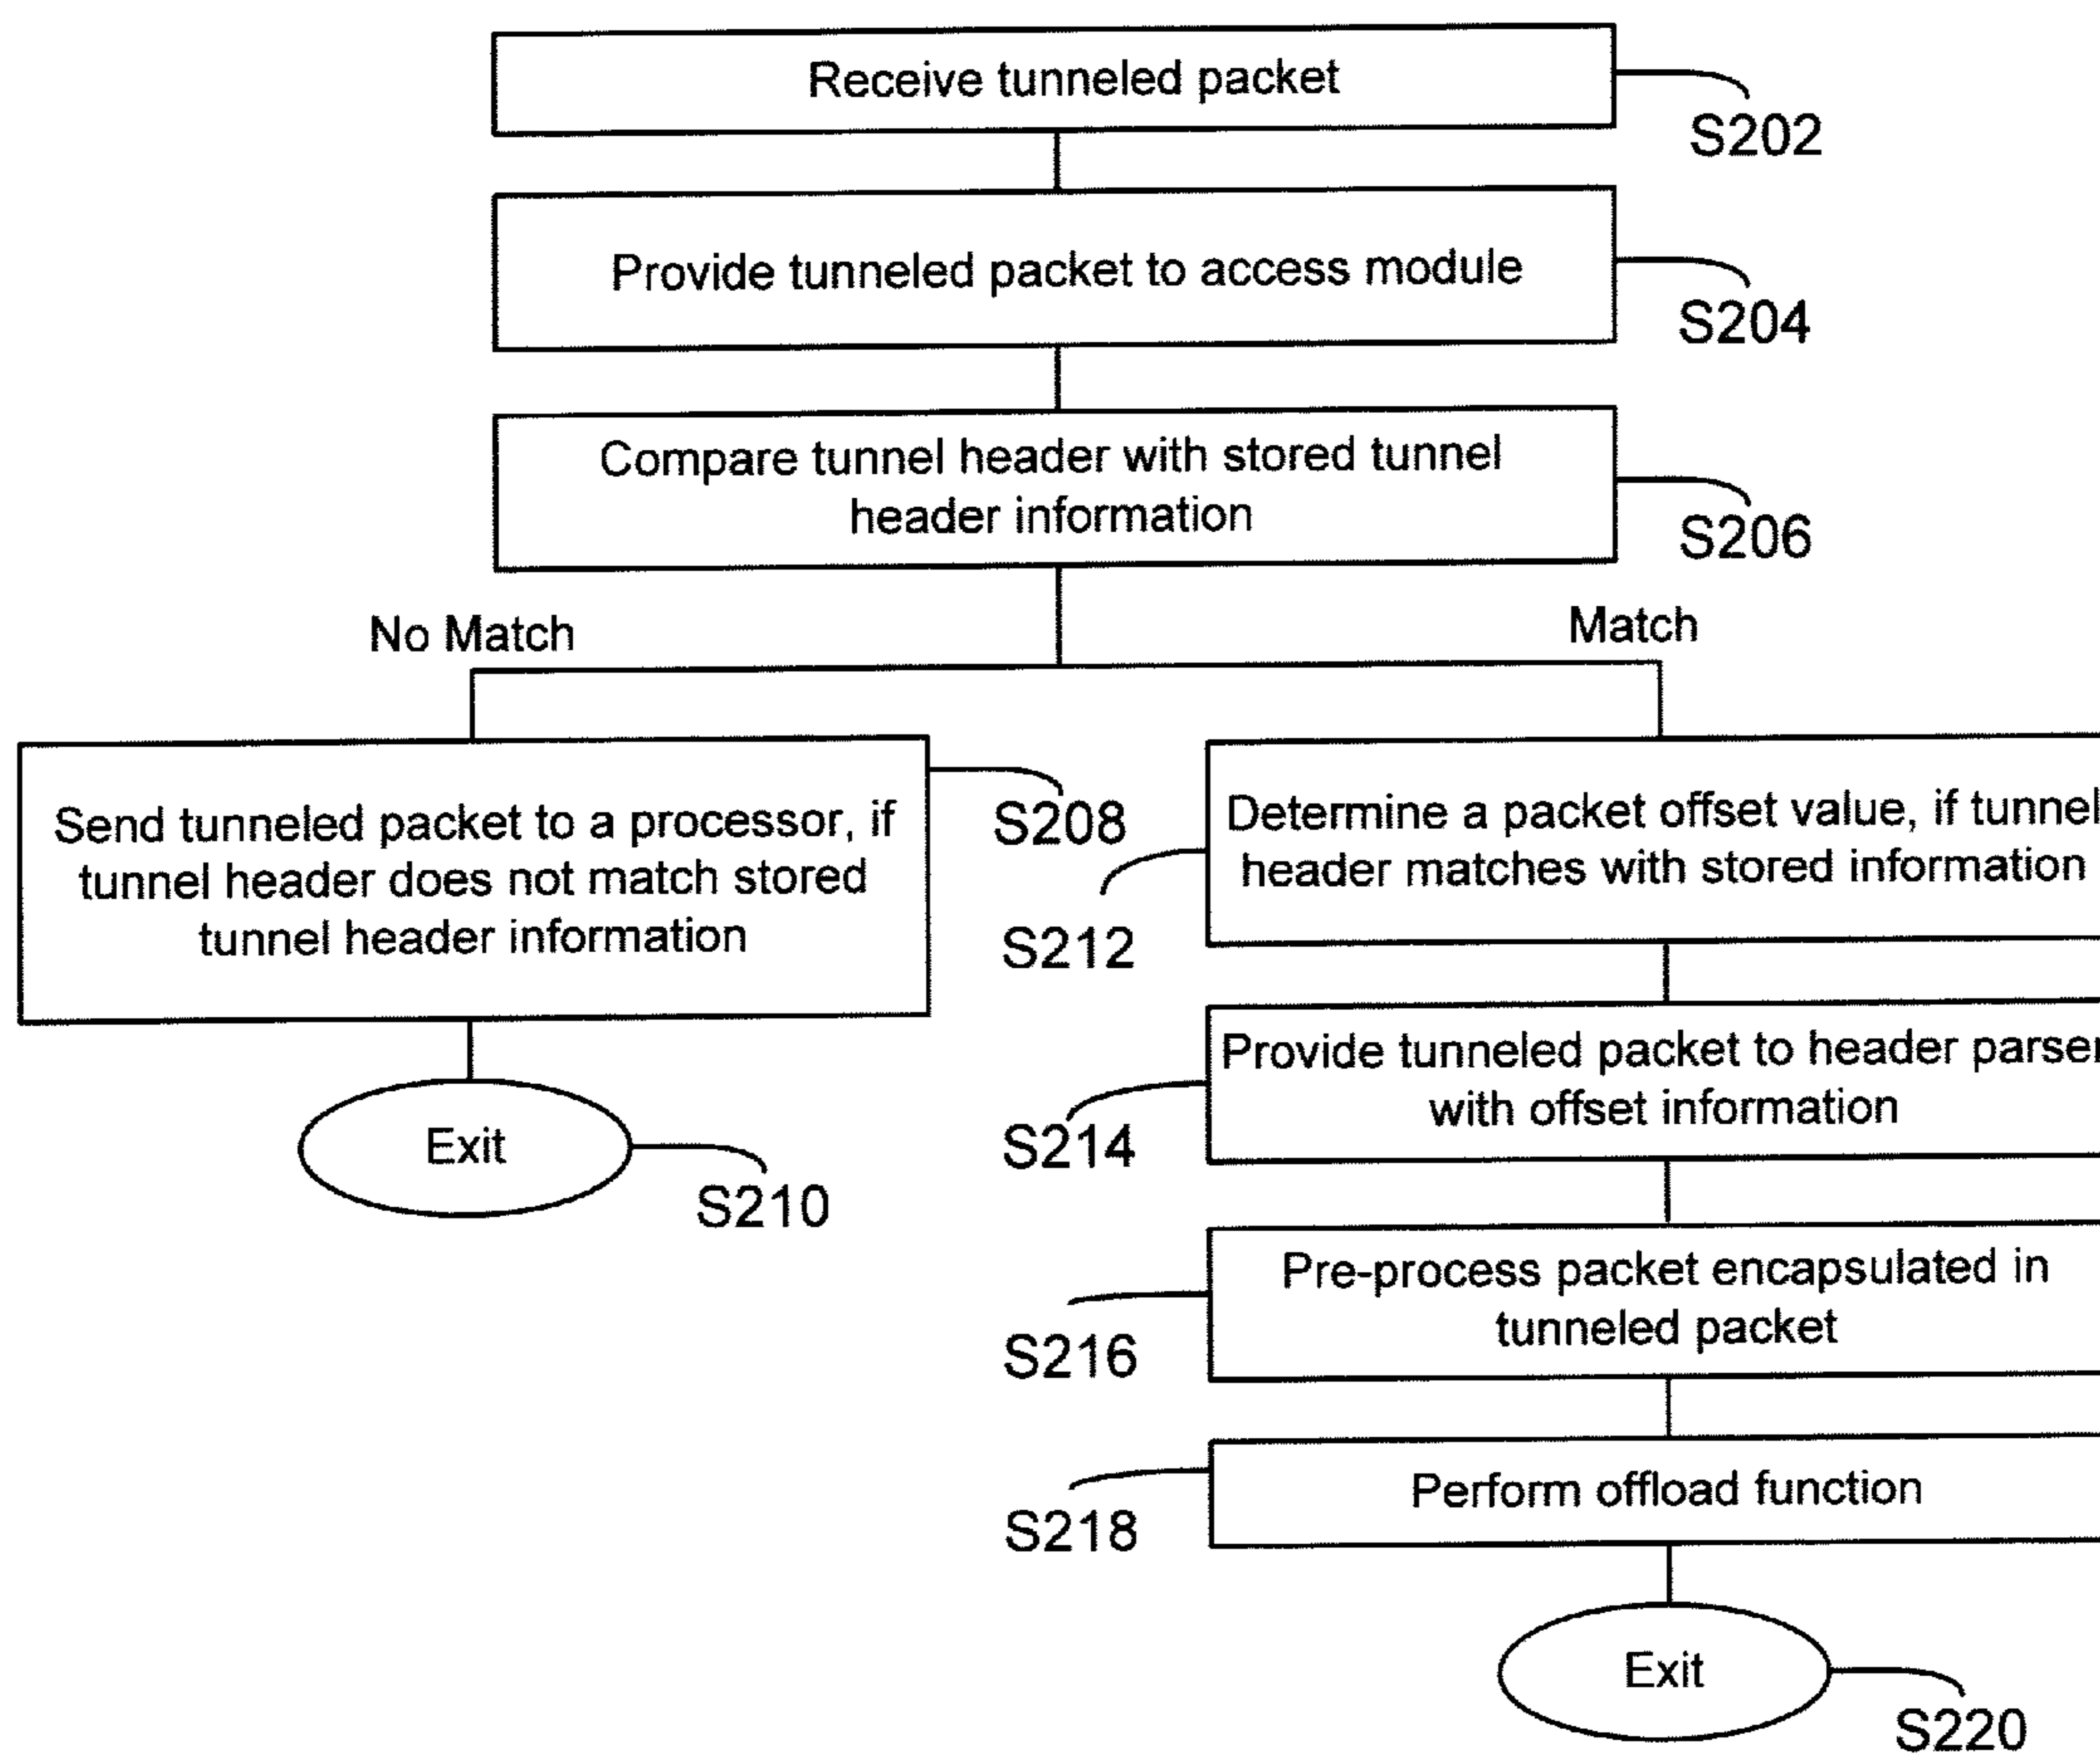 Receive tunneled packet
S202
Provide tunneled packet to access module
S204
Compare tunnel header with stored tunnel
header information
S206
No Match
Match
Send tunneled packet to a processor, if
tunnel header does not match stored
tunnel header information
S208
Exit
S210
Determine a packet offset value, if tunnel
header matches with stored information
S212
Provide tunneled packet to header parser
with offset information
S214
Pre-process packet encapsulated in
tunneled packet
S216
Perform offload function
S218
Exit
S220